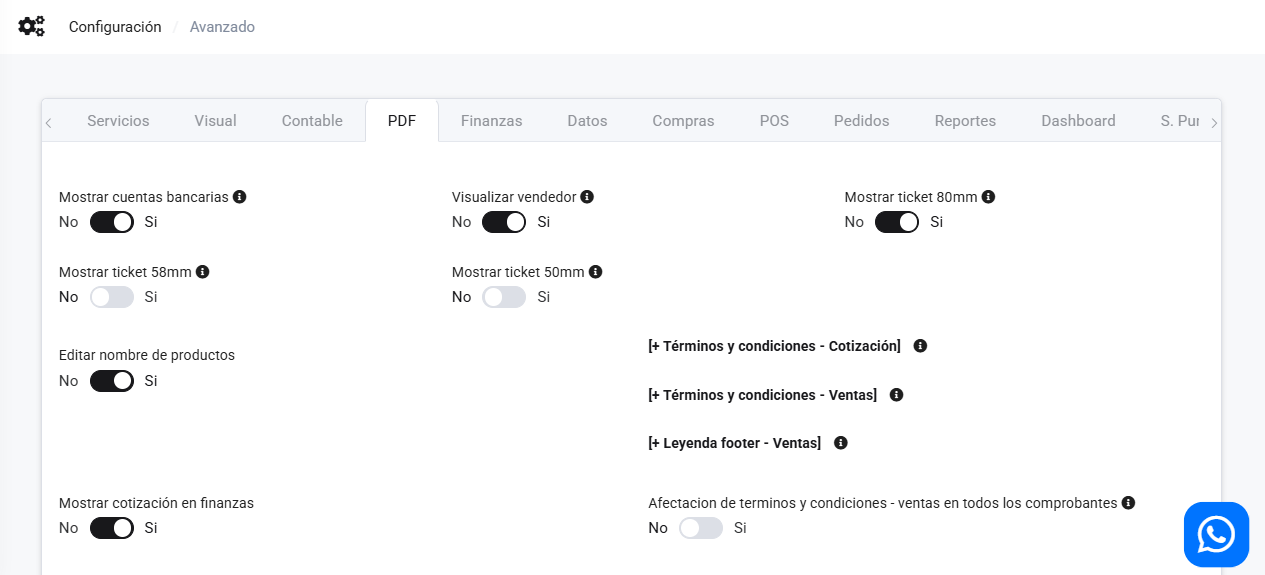 Configuración / Avanzado
Servicios Visual Contable PDF Finanzas Datos Compras POS Pedidos Reportes Dashboard S. Pur
Mostrar cuentas bancarias Visualizar vendedor Mostrar ticket 80mm
No Si No Si No Si
Mostrar ticket 58mm Mostrar ticket 50mm
No Si No Si
[+ Términos y condiciones - Cotización]
Editar nombre de productos
No Si
[+ Términos y condiciones - Ventas]
[+ Leyenda footer - Ventas]
Mostrar cotización en finanzas Afectacion de terminos y condiciones - ventas en todos los comprobantes
No Si No Si